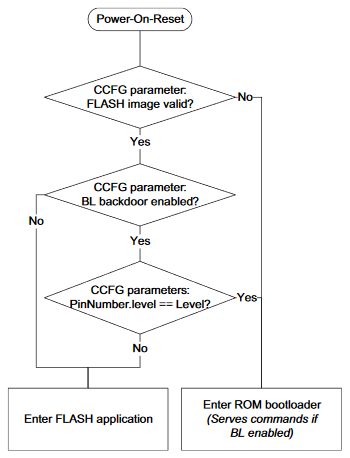 Power-On-Reset
CCFG parameter:
FLASH image valid?
No
Yes
CCFG parameter:
BL backdoor enabled?
No
Yes
CCFG parameters:
PinNumber.level == Level?
Yes
No
Enter FLASH application
Enter ROM bootloader
(Serves commands if
BL enabled)